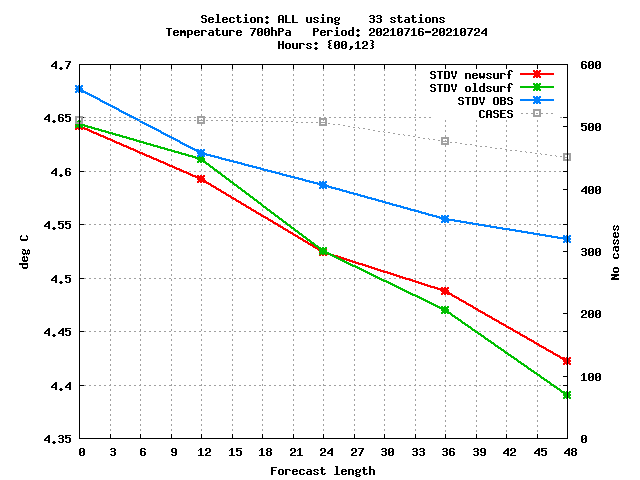 Selection: ALL using    33 stations
Temperature 700hPa   Period: 20210716-20210724
Hours: {00,12}
4.7
4.65
4.6
4.55
4.5
4.45
4.4
4.35
deg C
600
500
400
300
200
100
0
No cases
STDV newsurf
STDV oldsurf
STDV OBS
CASES
0 3 6 9 12 15 18 21 24 27 30 33 36 39 42 45 48
Forecast length